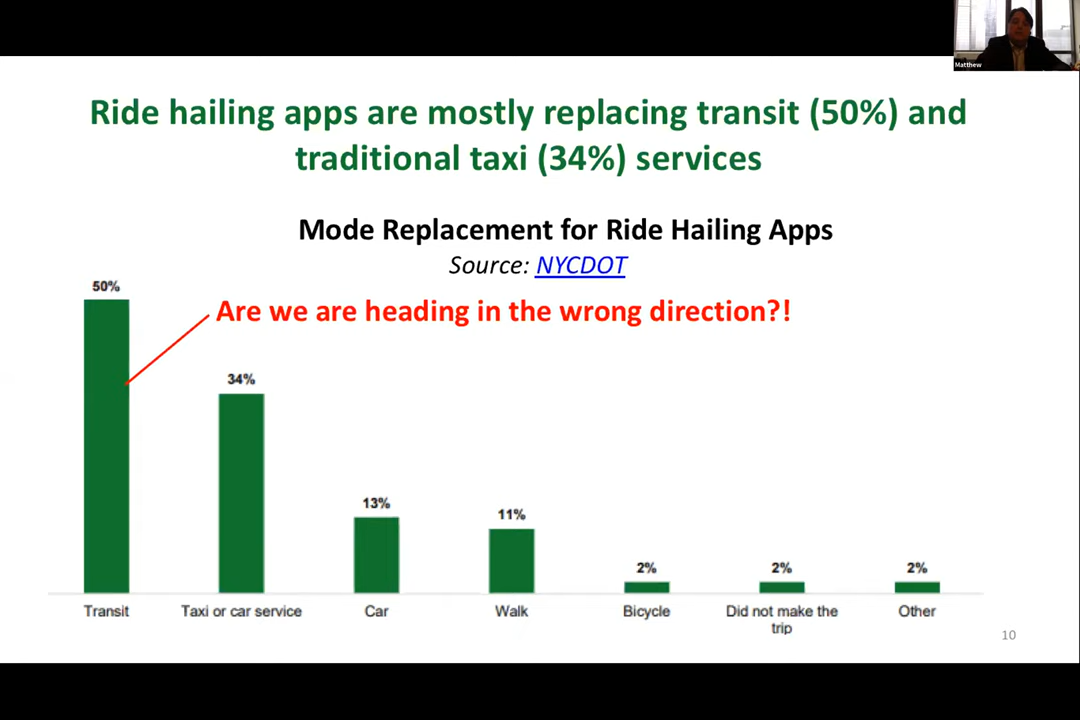 Matthew
Ride hailing apps are mostly replacing transit (50%) and
traditional taxi (34%) services
Mode Replacement for Ride Hailing Apps
Source: NYCDOT
Are we are heading in the wrong direction?!
50%
34%
13%
11%
2%
2%
2%
Transit
Taxi or car service
Car
Walk
Bicycle
Did not make the
trip
Other
10